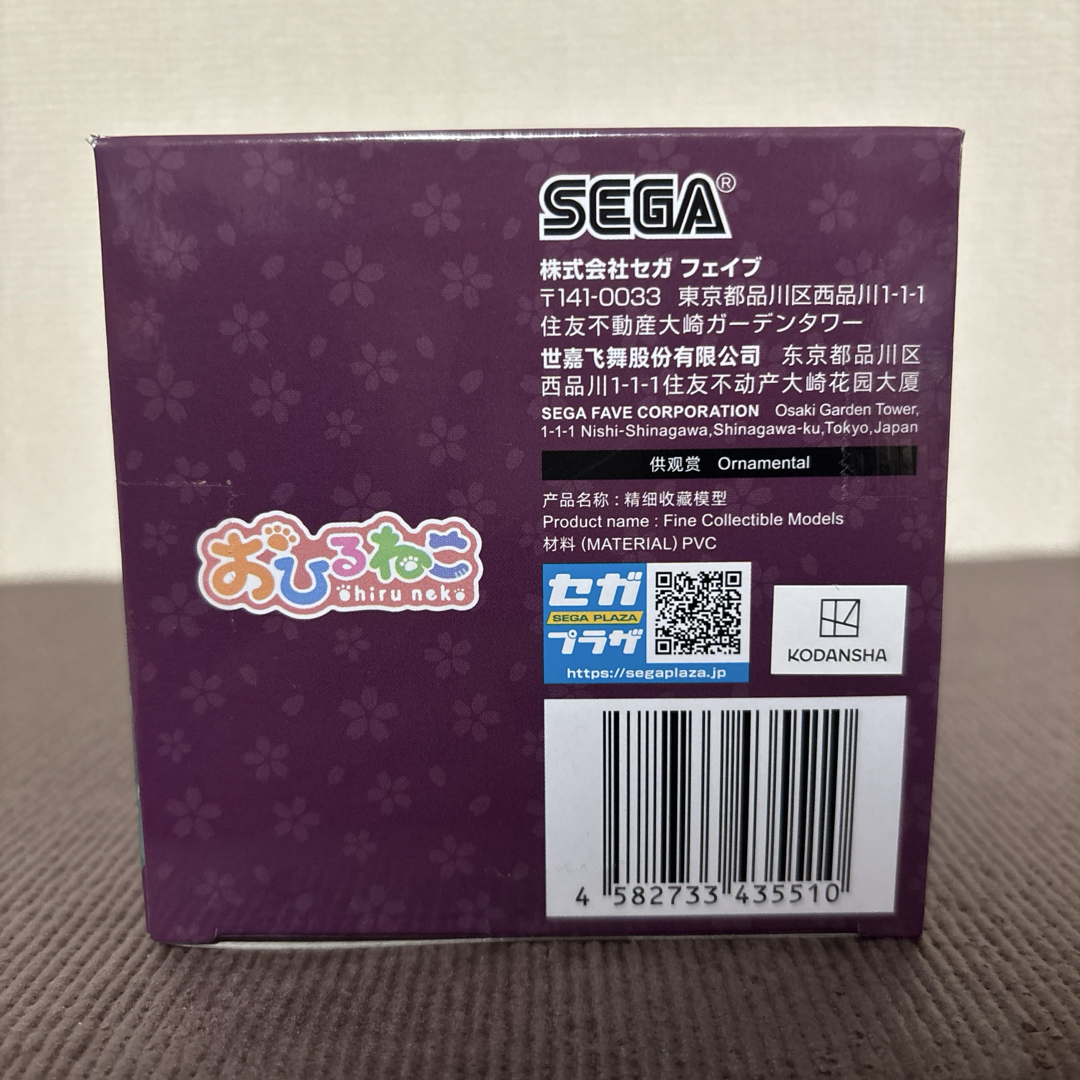 SEGA®
株式会社セガ フェイブ
〒141-0033 東京都品川区西品川1-1-1
住友不動産大崎ガーデンタワー
世嘉飞舞股份有限公司 东京都品川区
西品川1-1-1住友不动产大崎花园大厦
SEGA FAVE CORPORATION Osaki Garden Tower,
1-1-1 Nishi-Shinagawa,Shinagawa-ku,Tokyo,Japan
供观赏 Ornamental
产品名称：精细收藏模型
Product name : Fine Collectible Models
材料 (MATERIAL) PVC
おひるねこ
Ohiru neko
セガ
SEGA PLAZA
プラザ
https://segaplaza.jp
KODANSHA
4 582733 435510